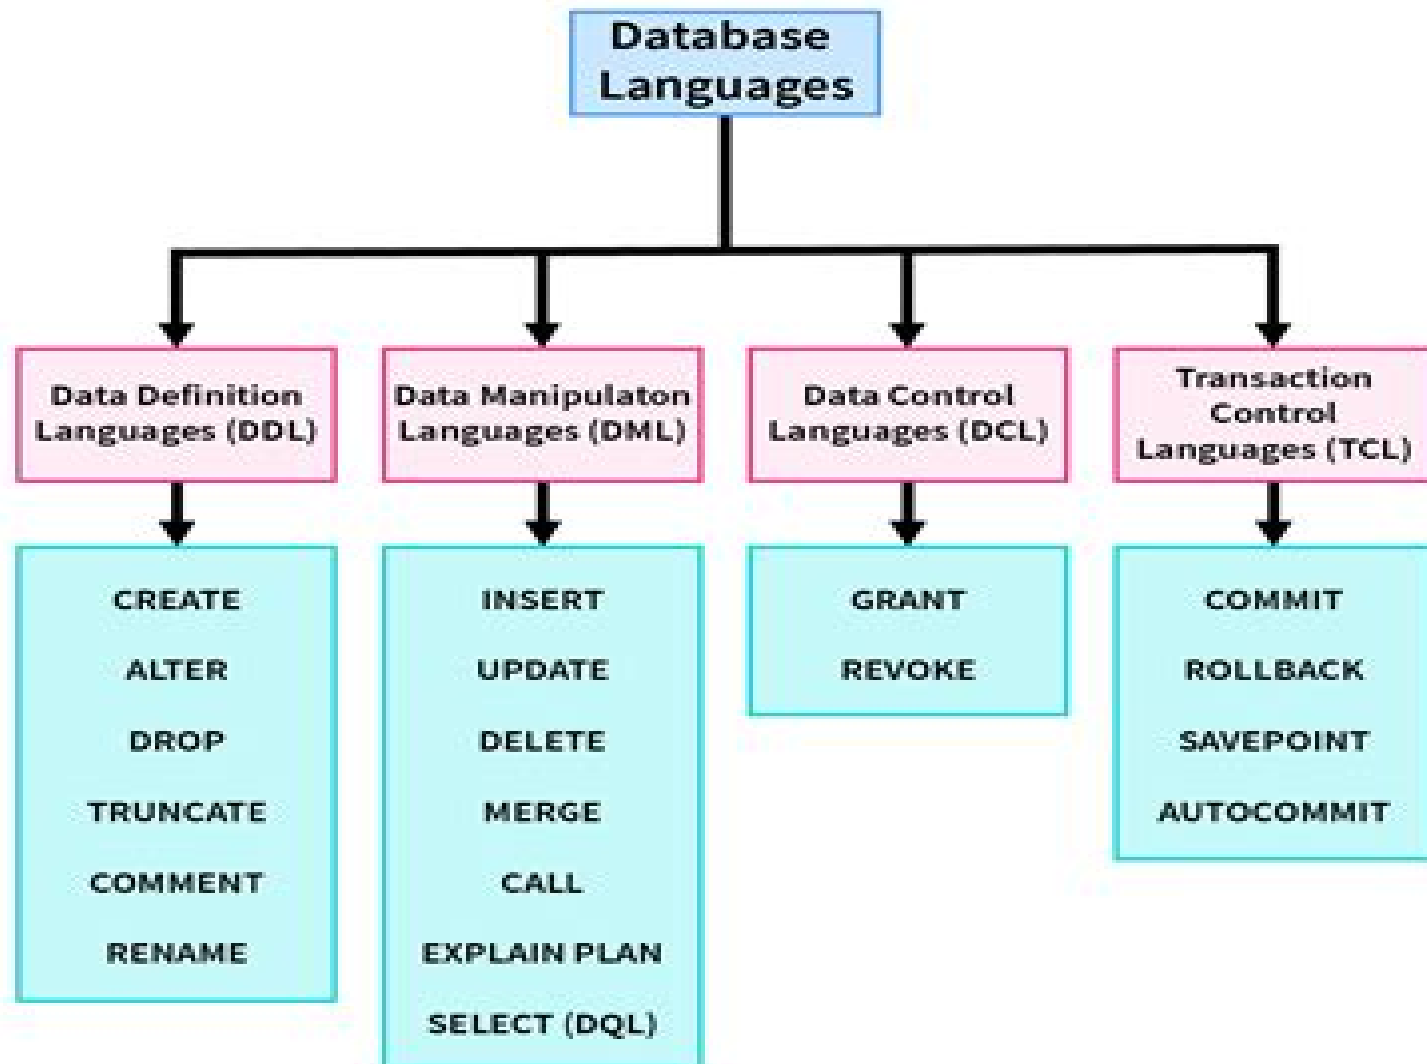 Database
Languages
Data Definition
Languages (DDL)
Data Manipulaton
Languages (DML)
Data Control
Languages (DCL)
Transaction
Control
Languages (TCL)
CREATE
ALTER
DROP
TRUNCATE
COMMENT
RENAME
INSERT
UPDATE
DELETE
MERGE
CALL
EXPLAIN PLAN
SELECT (DQL)
GRANT
REVOKE
COMMIT
ROLLBACK
SAVEPOINT
AUTOCOMMIT